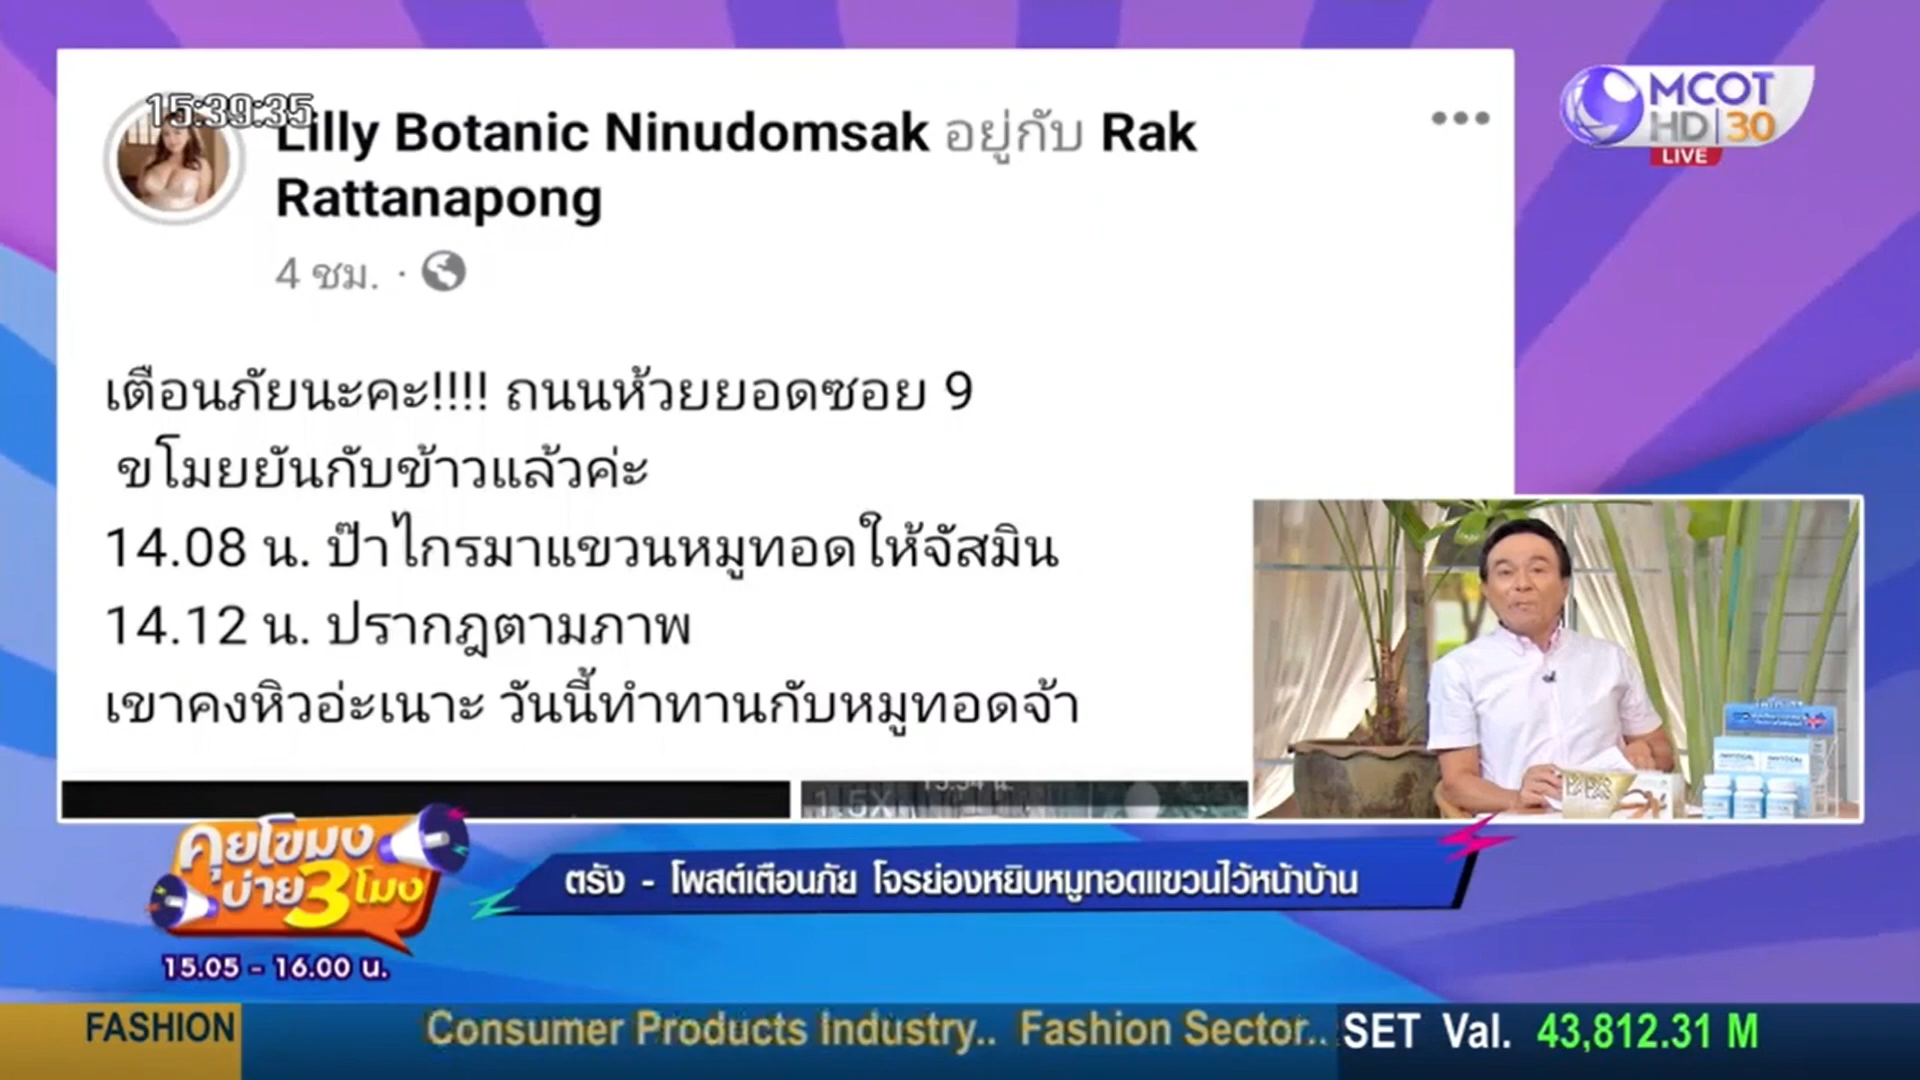 15:39:35
Lilly Botanic Ninudomsak อยู่กับ Rak
Rattanapong
4 ชม. ·
MCOT
HD 30
LIVE
เตือนภัยนะคะ!!!! ถนนห้วยยอดซอย 9
ขโมยยันกับข้าวแล้วค่ะ
14.08 น. ป๊าไกรมาแขวนหมูทอดให้จัสมิน
14.12 น. ปรากฎตามภาพ
เขาคงหิวอ่ะเนาะ วันนี้ทำทานกับหมูทอดจ้า
1.5X
คุยโขมง
บ่าย3โมง
15.05 - 16.00 น.
ตรัง - โพสต์เตือนภัย โจรย่องหยิบหมูทอดแขวนไว้หน้าบ้าน
FASHION
Consumer Products Industry.. Fashion Sector..
SET Val. 43,812.31 M